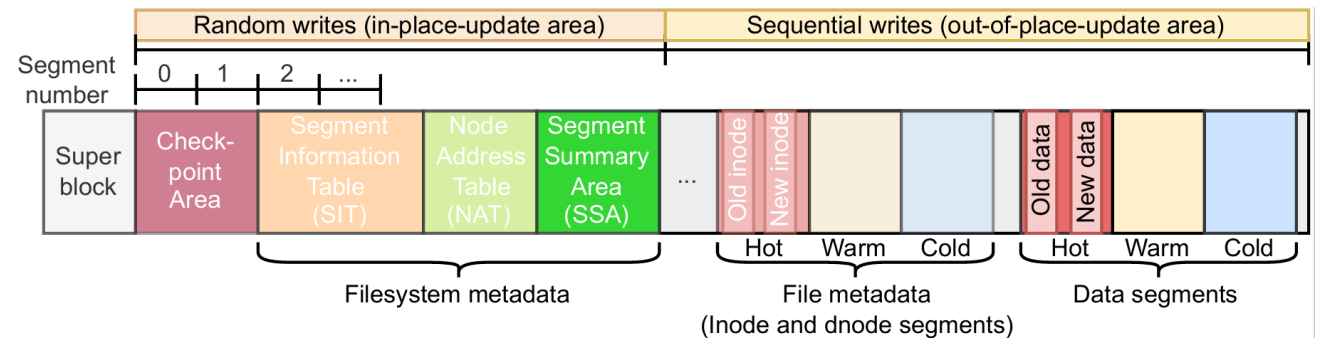 Random writes (in-place-update area)
Sequential writes (out-of-place-update area)
Segment
number
0
1
2
...
Super
block
Check-
point
Area
Segment
Information
Table
(SIT)
Node
Address
Table
(NAT)
Segment
Summary
Area
(SSA)
...
Old inode
New inode
Old data
New data
Hot
Warm
Cold
Hot
Warm
Cold
Filesystem metadata
File metadata
(Inode and dnode segments)
Data segments